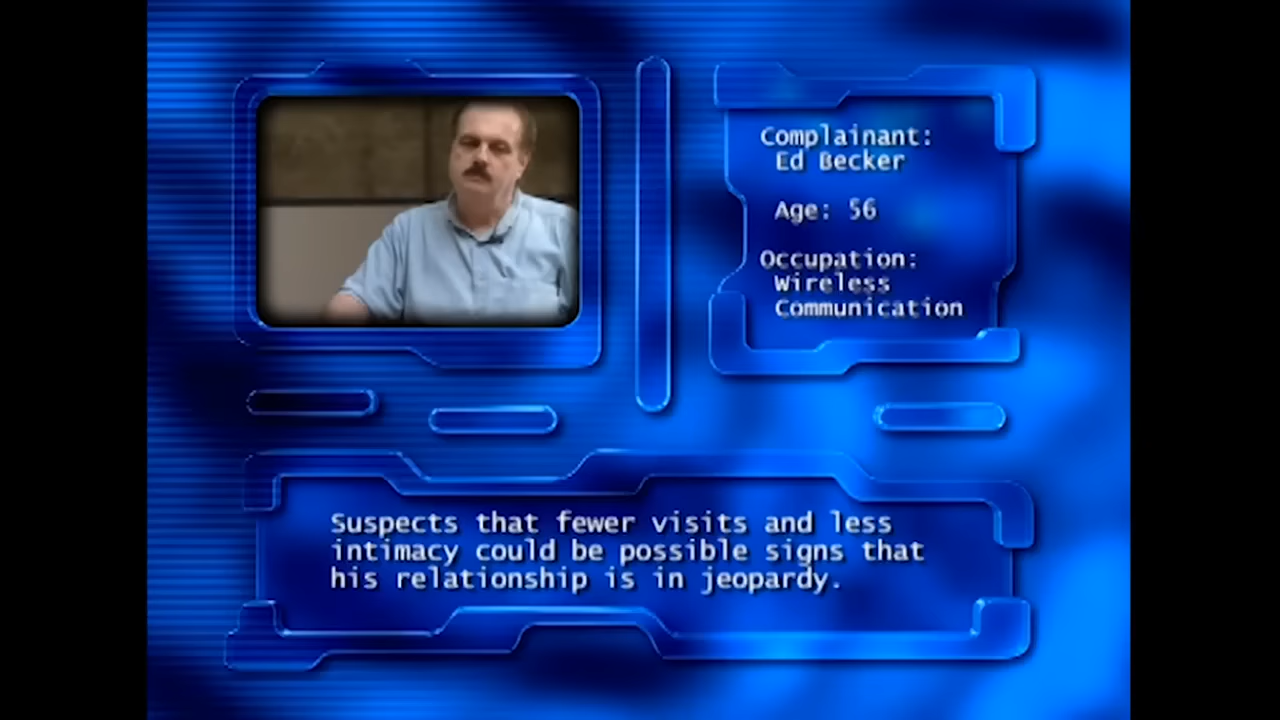 Complainant:
Ed Becker
Age: 56
Occupation:
Wireless
Communication
Suspects that fewer visits and less
intimacy could be possible signs that
his relationship is in jeopardy.